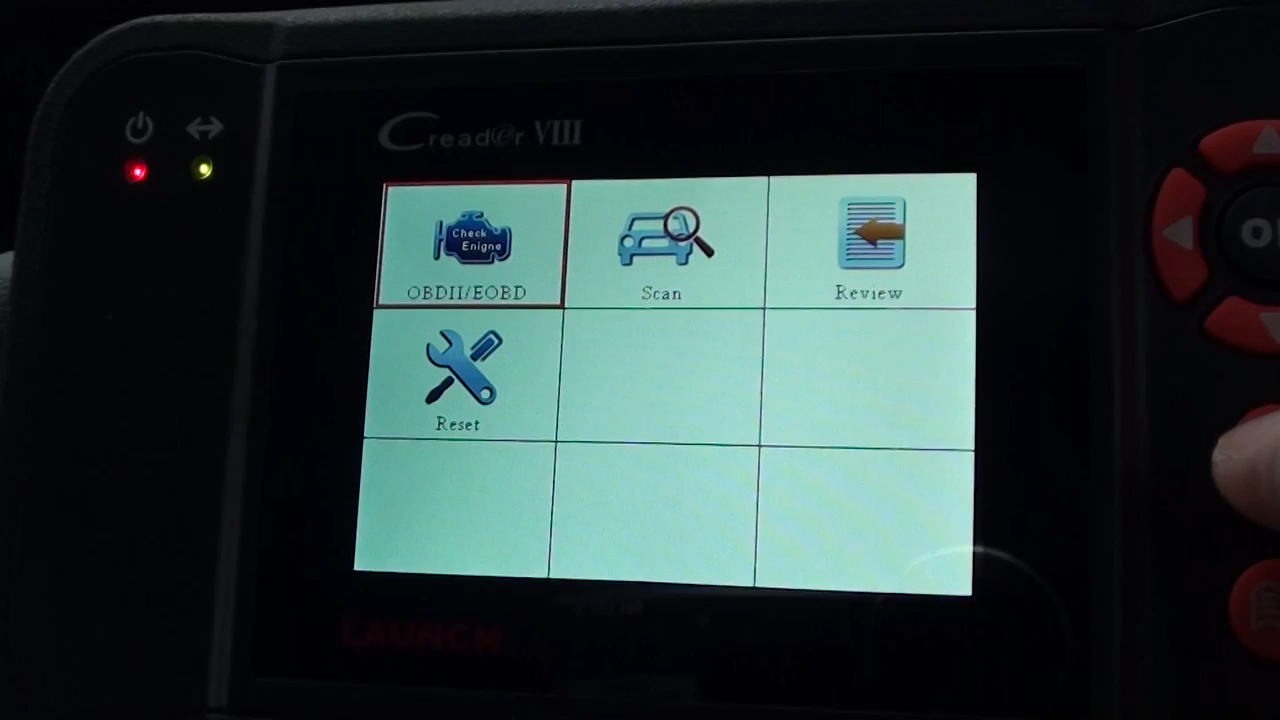 Creader VIII
Check
Enigne
OBDII/EOBD
Scan
Review
Reset
LAUNCH